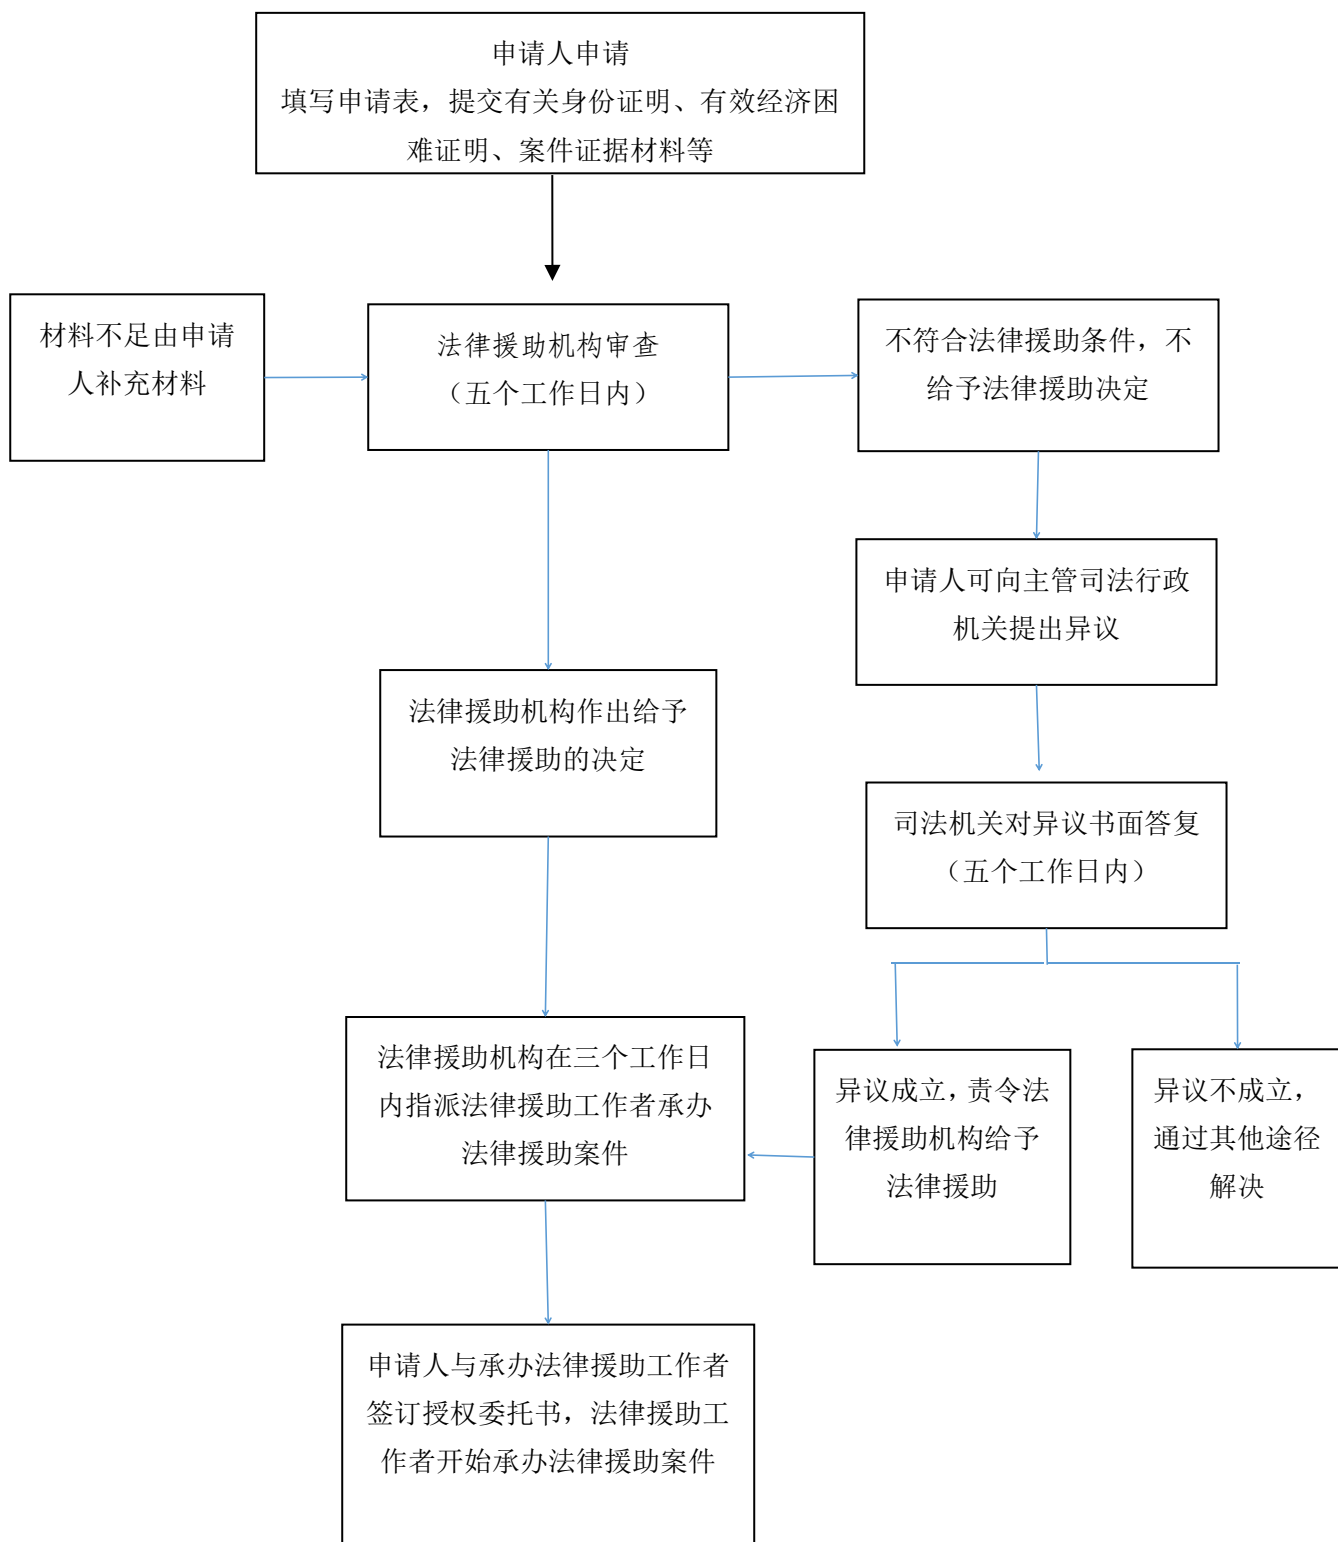 申请人申请
填写申请表，提交有关身份证明、有效经济困
难证明、案件证据材料等
材料不足由申请
人补充材料
法律援助机构审查
（五个工作日内）
不符合法律援助条件，不
给予法律援助决定
申请人可向主管司法行政
机关提出异议
法律援助机构作出给予
法律援助的决定
司法机关对异议书面答复
（五个工作日内）
法律援助机构在三个工作日
内指派法律援助工作者承办
法律援助案件
异议成立，责令法
律援助机构给予
法律援助
异议不成立，
通过其他途径
解决
申请人与承办法律援助工作者
签订授权委托书，法律援助工
作者开始承办法律援助案件